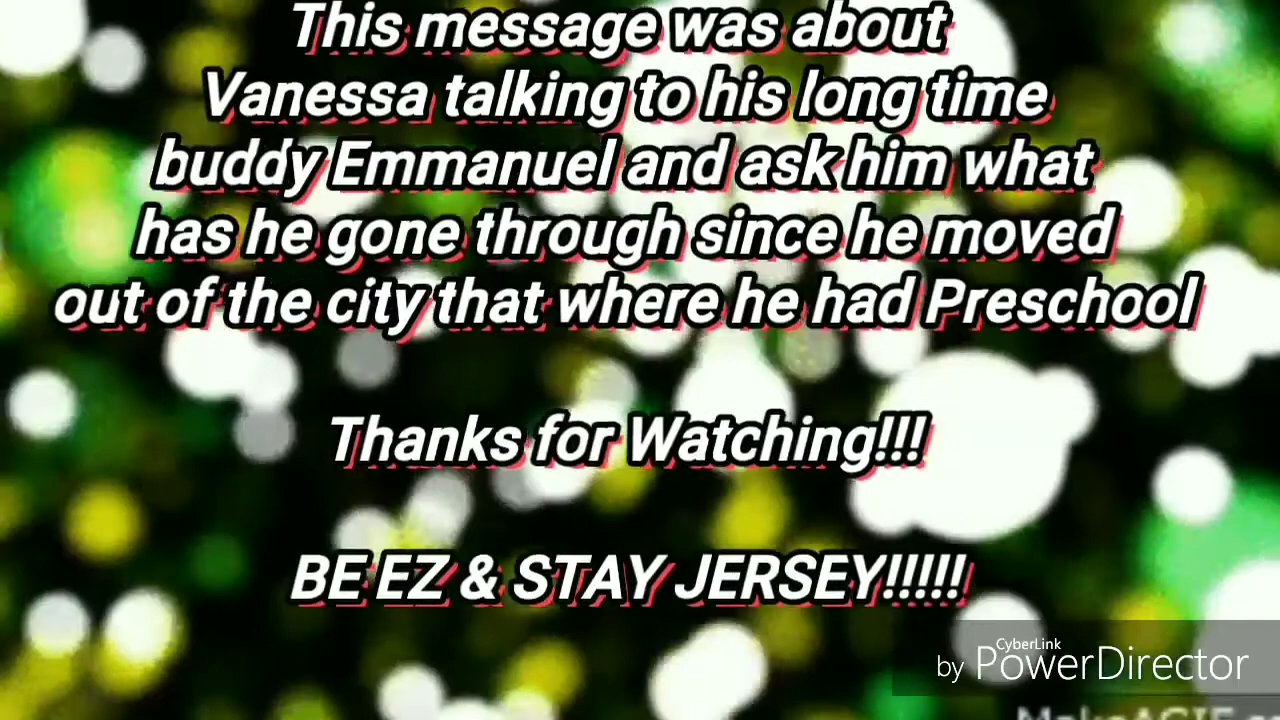 This message was about
Vanessa talking to his long time
buddy Emmanuel and ask him what
has he gone through since he moved
out of the city that where he had Preschool
Thanks for Watching!!!
BE EZ & STAY JERSEY!!!!!
CyberLink
by PowerDirector